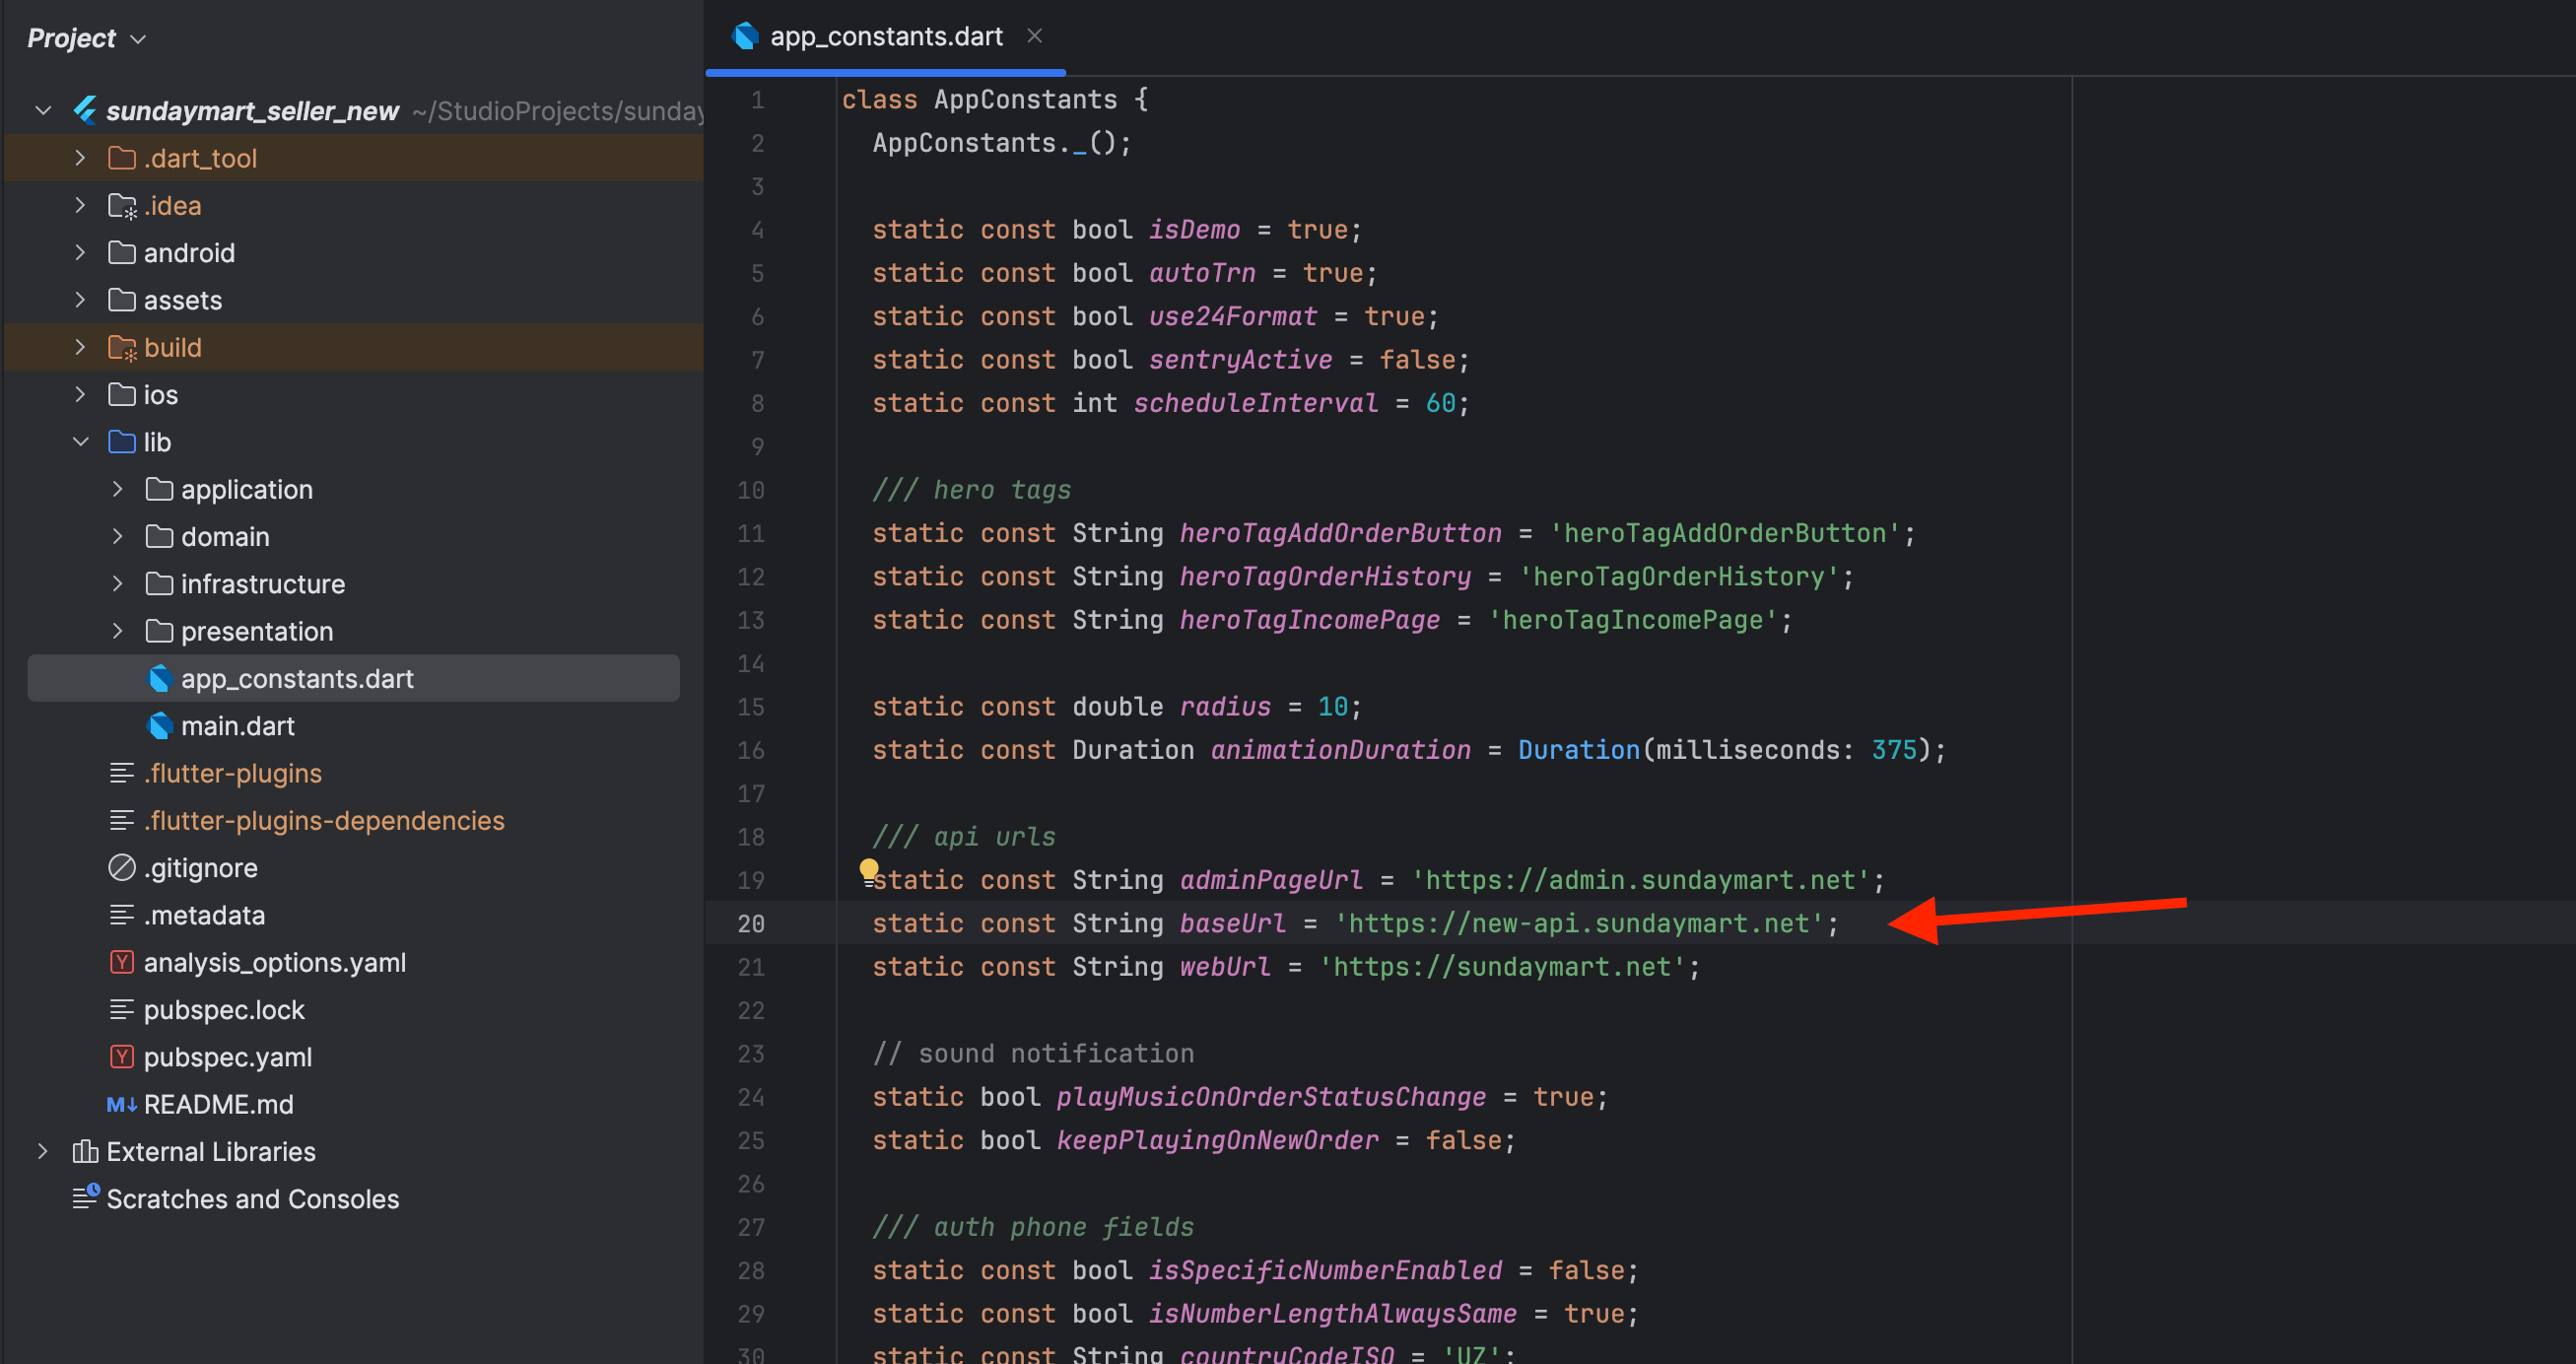 Project
sundaymart_seller_new ~/StudioProjects/sunday
.dart_tool
.idea
android
assets
build
ios
lib
application
domain
infrastructure
presentation
app_constants.dart
main.dart
.flutter-plugins
.flutter-plugins-dependencies
.gitignore
.metadata
analysis_options.yaml
pubspec.lock
pubspec.yaml
M↓ README.md
External Libraries
Scratches and Consoles
app_constants.dart
1 class AppConstants {
2 AppConstants._();
3
4 static const bool isDemo = true;
5 static const bool autoTrn = true;
6 static const bool use24Format = true;
7 static const bool sentryActive = false;
8 static const int scheduleInterval = 60;
9
10 /// hero tags
11 static const String heroTagAddOrderButton = 'heroTagAddOrderButton';
12 static const String heroTagOrderHistory = 'heroTagOrderHistory';
13 static const String heroTagIncomePage = 'heroTagIncomePage';
14
15 static const double radius = 10;
16 static const Duration animationDuration = Duration(milliseconds: 375);
17
18 /// api urls
19 static const String adminPageUrl = 'https://admin.sundaymart.net';
20 static const String baseUrl = 'https://new-api.sundaymart.net';
21 static const String webUrl = 'https://sundaymart.net';
22
23 // sound notification
24 static bool playMusicOnOrderStatusChange = true;
25 static bool keepPlayingOnNewOrder = false;
26
27 /// auth phone fields
28 static const bool isSpecificNumberEnabled = false;
29 static const bool isNumberLengthAlwaysSame = true;
30 static const String countryCodeISO = 'UZ';